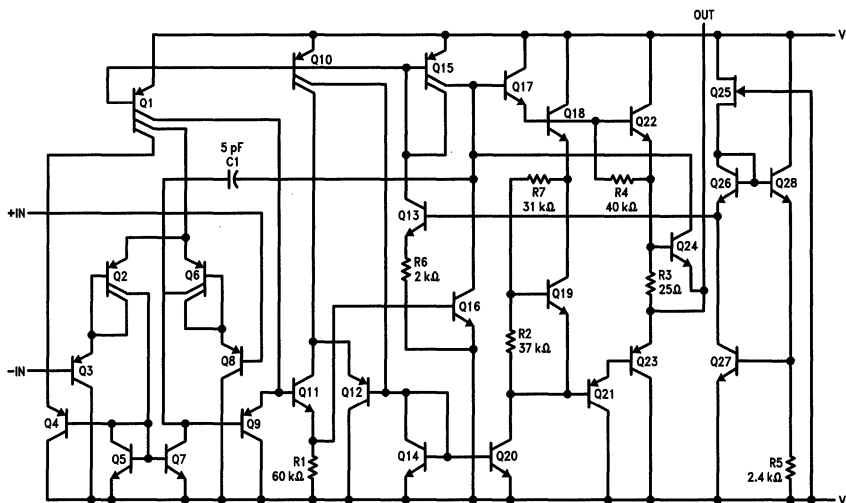 OUT
V
Q1
Q10
Q15
Q17
Q18
Q22
Q25
5 pF
C1
Q26
Q28
R7
31 kΩ
R4
40 kΩ
+IN
Q13
Q24
Q2
Q6
R6
2 kΩ
R3
25Ω
Q19
Q16
R2
37 kΩ
Q3
Q8
Q23
Q27
–IN
Q4
Q9
Q11
Q12
Q21
Q5
Q7
R1
60 kΩ
Q14
Q20
R5
2.4 kΩ
V